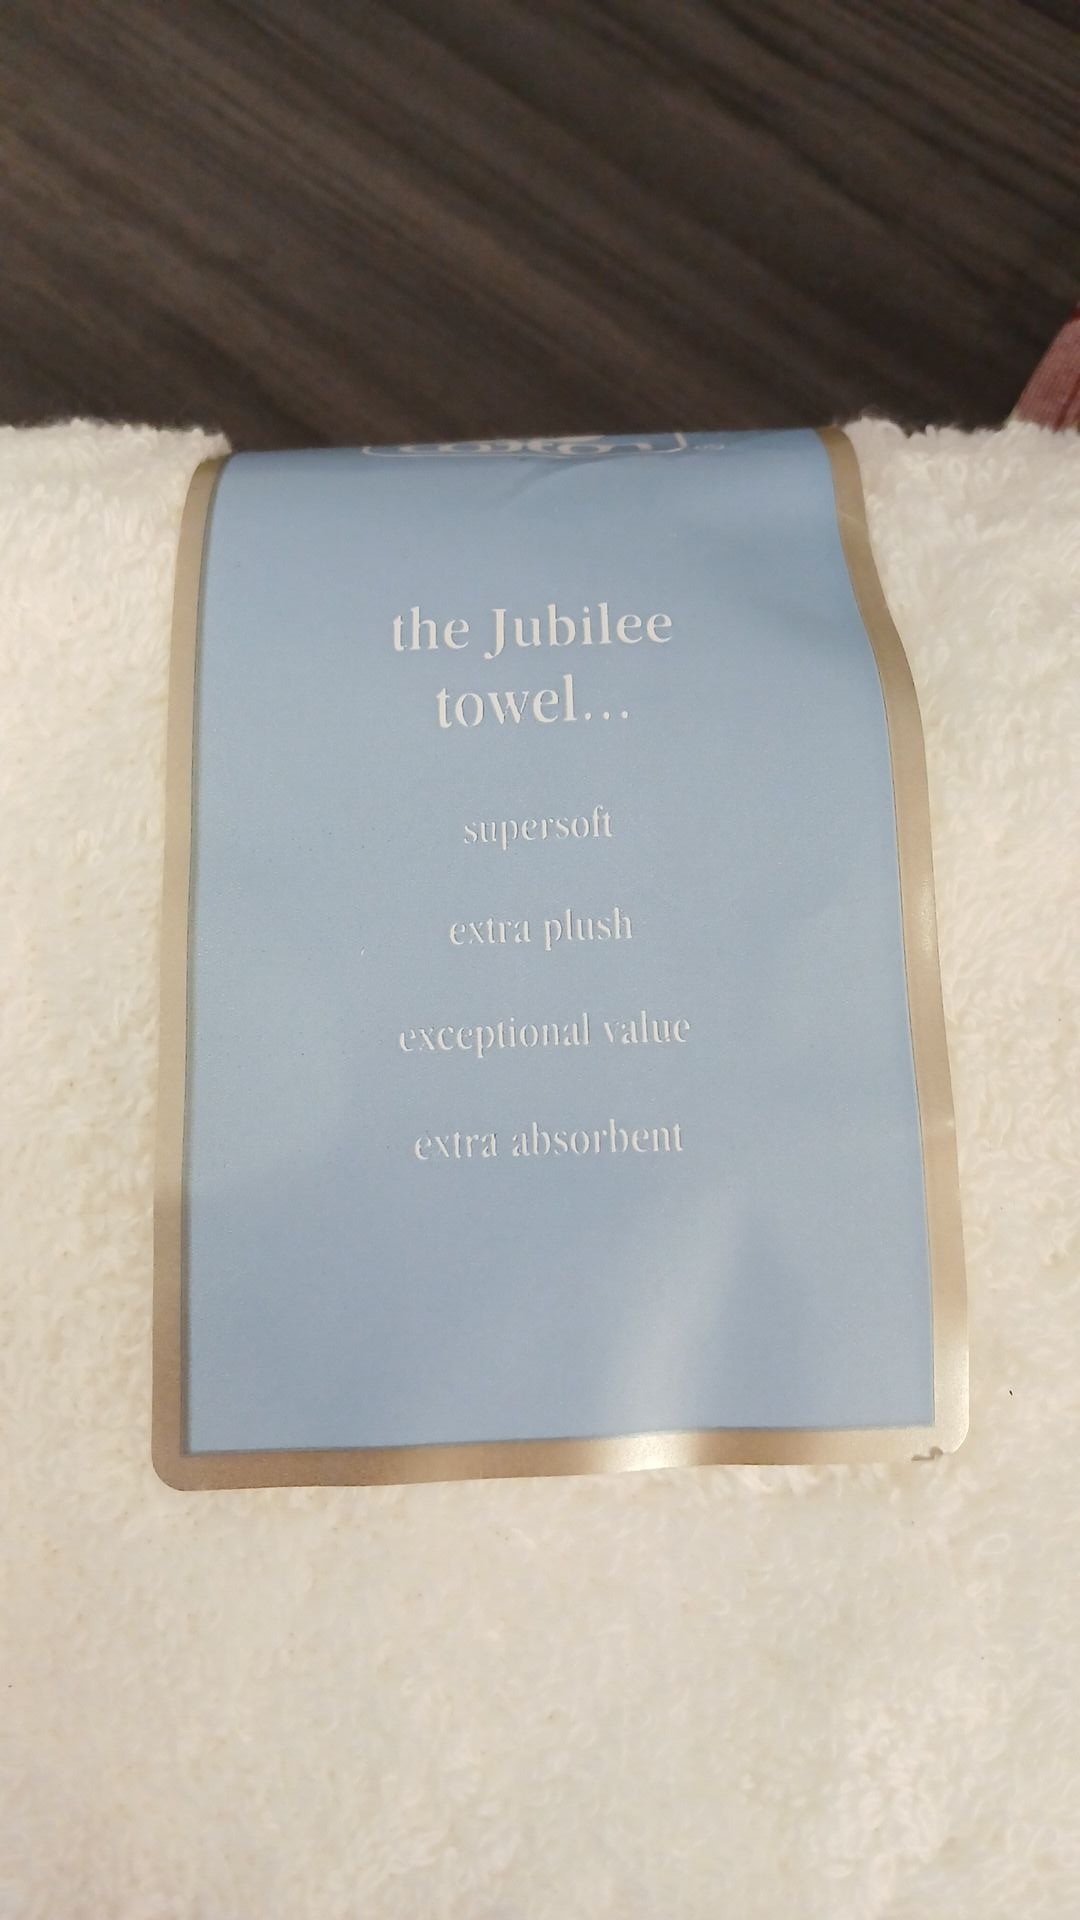 the Jubilee
towel...
supersoft
extra plush
exceptional value
extra absorbent